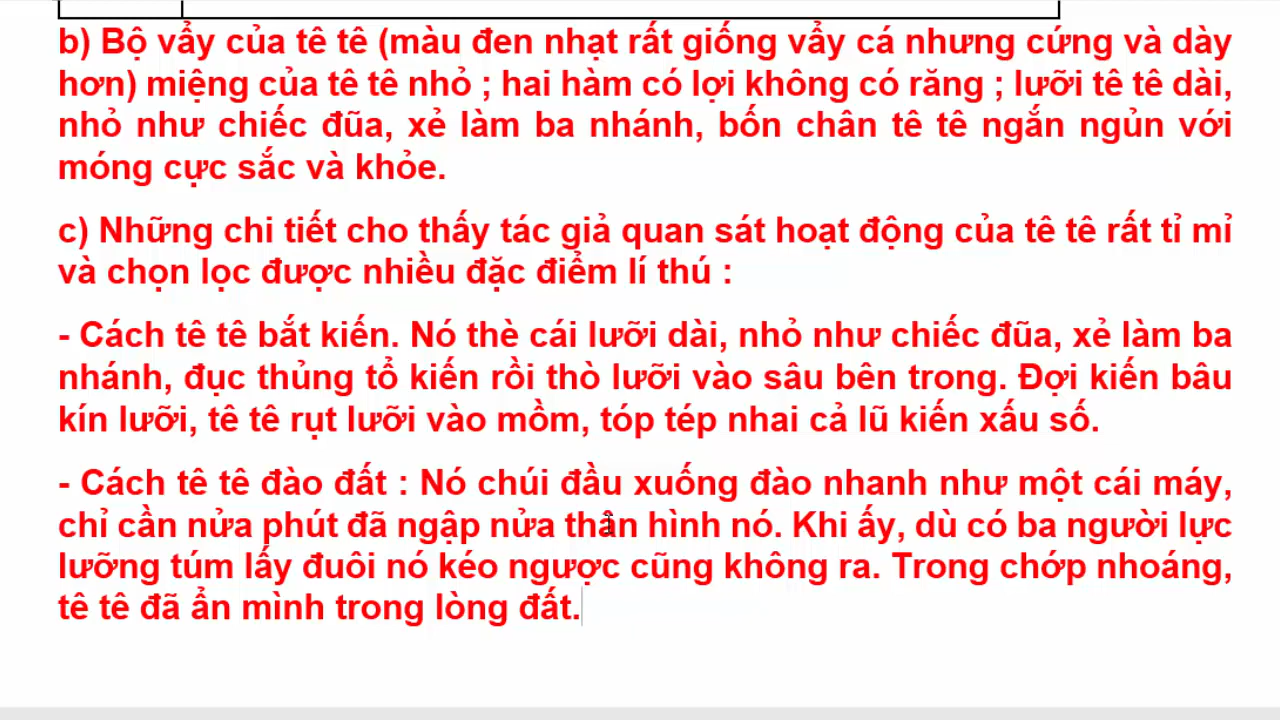 b) Bộ vẩy của tê tê (màu đen nhạt rất giống vẩy cá nhưng cứng và dày
hơn) miệng của tê tê nhỏ ; hai hàm có lợi không có răng ; lưỡi tê tê dài,
nhỏ như chiếc đũa, xẻ làm ba nhánh, bốn chân tê tê ngắn ngủn với
móng cực sắc và khỏe.
c) Những chi tiết cho thấy tác giả quan sát hoạt động của tê tê rất tỉ mỉ
và chọn lọc được nhiều đặc điểm lí thú :
- Cách tê tê bắt kiến. Nó thè cái lưỡi dài, nhỏ như chiếc đũa, xẻ làm ba
nhánh, đục thủng tổ kiến rồi thò lưỡi vào sâu bên trong. Đợi kiến bâu
kín lưỡi, tê tê rụt lưỡi vào mồm, tóp tép nhai cả lũ kiến xấu số.
- Cách tê tê đào đất : Nó chúi đầu xuống đào nhanh như một cái máy,
chỉ cần nửa phút đã ngập nửa thân hình nó. Khi ấy, dù có ba người lực
lưỡng túm lấy đuôi nó kéo ngược cũng không ra. Trong chớp nhoáng,
tê tê đã ẩn mình trong lòng đất.